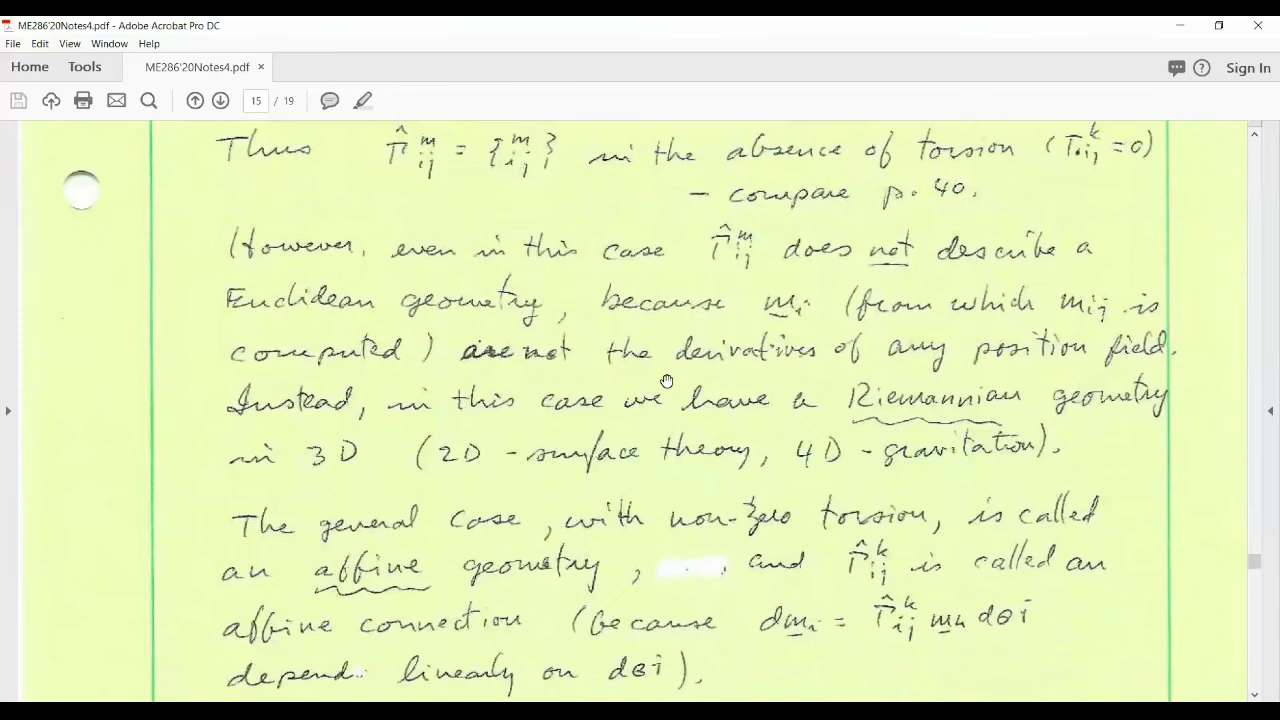 ME286'20Notes4.pdf - Adobe Acrobat Pro DC
File Edit View Window Help
Home Tools ME286'20Notes4.pdf × Sign In
15 / 19
Thus Γ̂ᵐᵢⱼ = {ᵐᵢⱼ} in the absence of torsion (Tᵢⱼᵏ = 0)
– compare p. 40.
(However, even in this case Γ̂ᵐᵢⱼ does not describe a
Euclidean geometry, because mᵢ (from which mᵢⱼ is
computed) are not the derivatives of any position field.
Instead, in this case we have a Riemannian geometry
in 3D (2D - surface theory, 4D - gravitation).
The general case, with non-zero torsion, is called
an affine geometry, and Γ̂ᵏᵢⱼ is called an
affine connection (because dmᵢ = Γ̂ᵏᵢⱼ mₖ dθʲ
depend linearly on dθʲ).